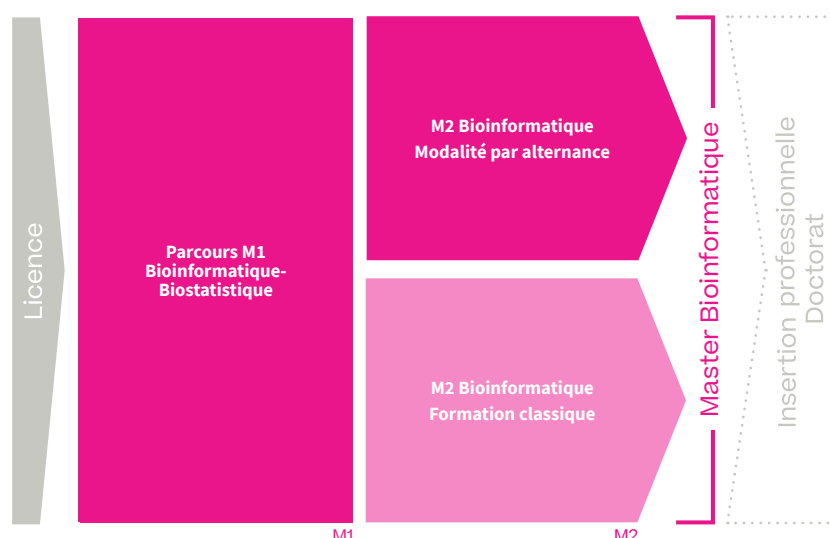 Licence
Parcours M1
Bioinformatique-
Biostatistique
M1
M2 Bioinformatique
Modalité par alternance
M2 Bioinformatique
Formation classique
M2
Master Bioinformatique
Insertion professionnelle
Doctorat